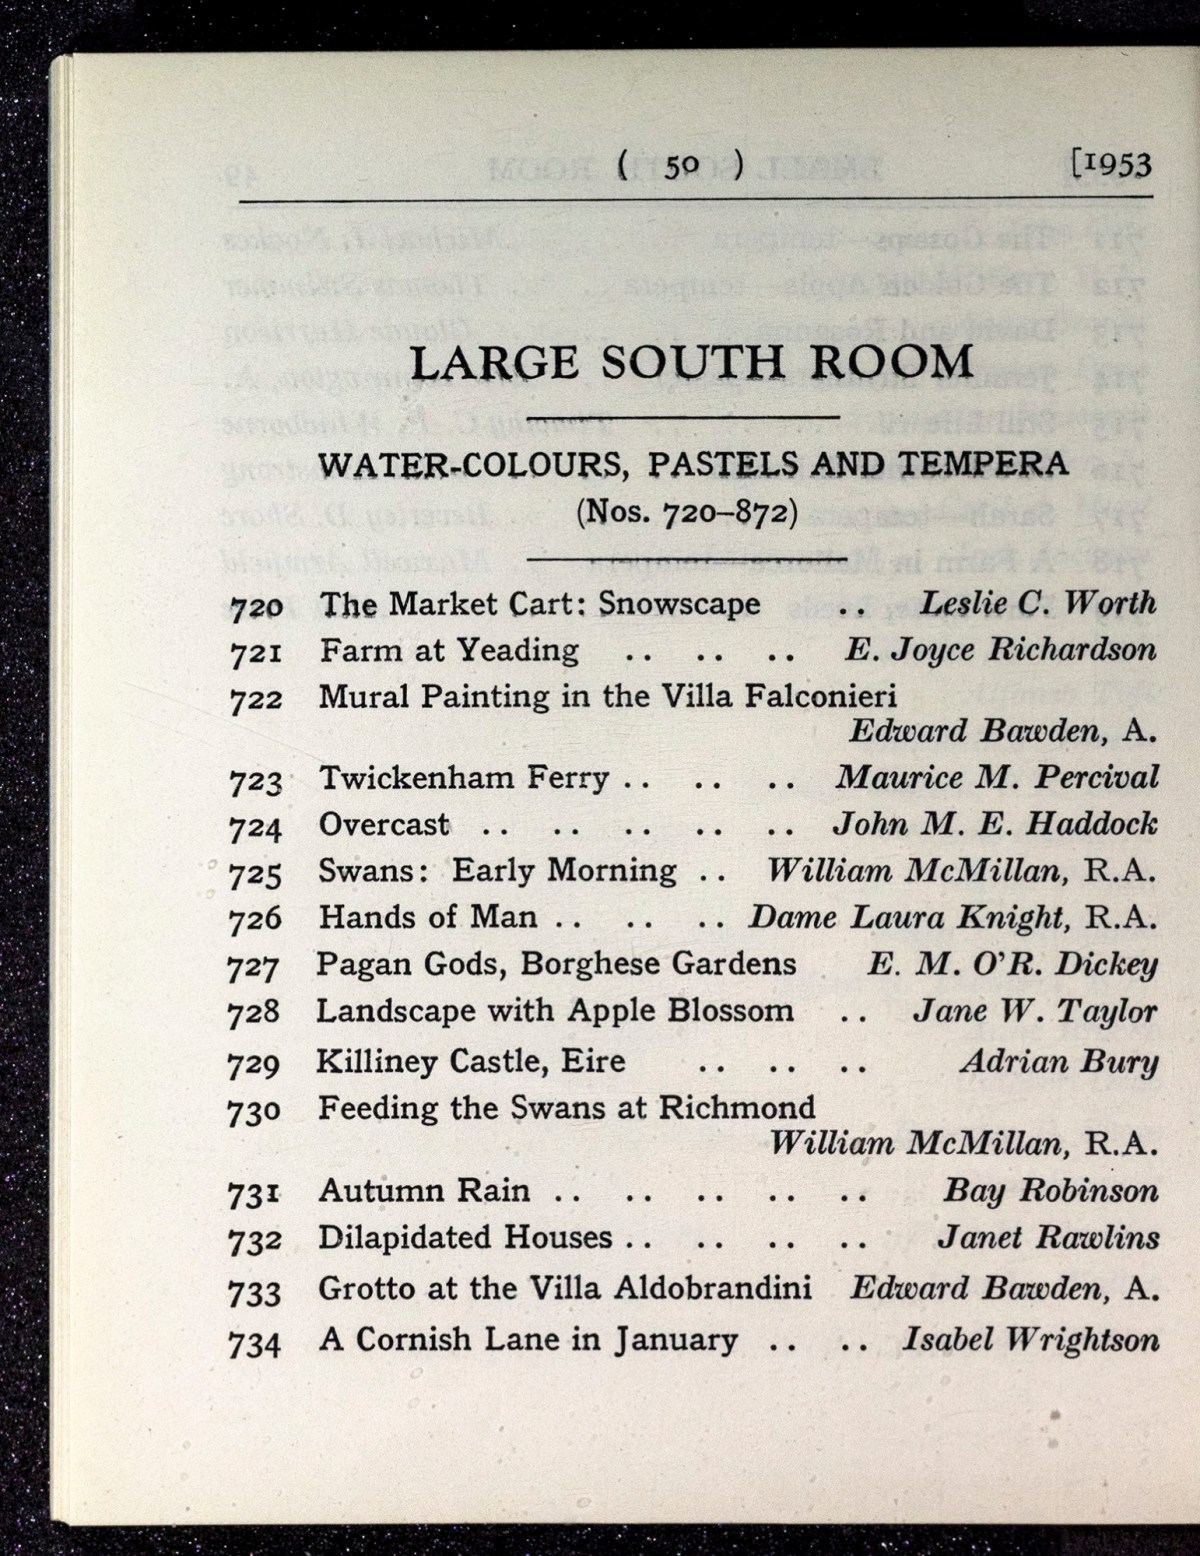 ( 50 ) [1953
LARGE SOUTH ROOM
WATER-COLOURS, PASTELS AND TEMPERA
(Nos. 720–872)
720 The Market Cart: Snowscape .. Leslie C. Worth
721 Farm at Yeading .. .. .. E. Joyce Richardson
722 Mural Painting in the Villa Falconieri
Edward Bawden, A.
723 Twickenham Ferry .. .. .. Maurice M. Percival
724 Overcast .. .. .. .. .. John M. E. Haddock
725 Swans: Early Morning .. William McMillan, R.A.
726 Hands of Man .. .. .. Dame Laura Knight, R.A.
727 Pagan Gods, Borghese Gardens E. M. O'R. Dickey
728 Landscape with Apple Blossom .. Jane W. Taylor
729 Killiney Castle, Eire .. .. .. Adrian Bury
730 Feeding the Swans at Richmond
William McMillan, R.A.
731 Autumn Rain .. .. .. .. .. Bay Robinson
732 Dilapidated Houses .. .. .. .. Janet Rawlins
733 Grotto at the Villa Aldobrandini Edward Bawden, A.
734 A Cornish Lane in January .. .. Isabel Wrightson